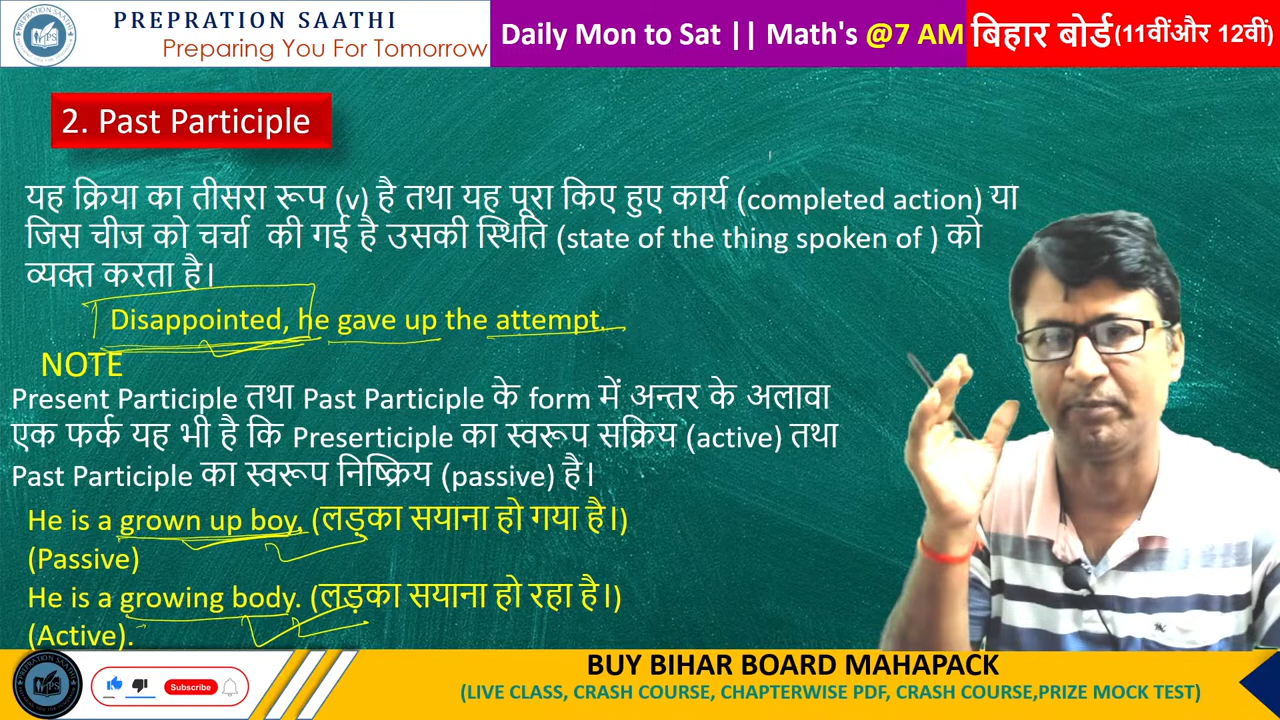 PREPRATION SAATHI
Preparing You For Tomorrow
Daily Mon to Sat || Math's @7 AM
बिहार बोर्ड(11वींऔर 12वीं)
2. Past Participle
यह क्रिया का तीसरा रूप (v) है तथा यह पूरा किए हुए कार्य (completed action) या
जिस चीज को चर्चा की गई है उसकी स्थिति (state of the thing spoken of ) को
व्यक्त करता है।
Disappointed, he gave up the attempt.
NOTE
Present Participle तथा Past Participle के form में अन्तर के अलावा
एक फर्क यह भी है कि Preserticiple का स्वरूप सक्रिय (active) तथा
Past Participle का स्वरूप निष्क्रिय (passive) है।
He is a grown up boy. (लड़का सयाना हो गया है।)
(Passive)
He is a growing body. (लड़का सयाना हो रहा है।)
(Active).
Subscribe
BUY BIHAR BOARD MAHAPACK
(LIVE CLASS, CRASH COURSE, CHAPTERWISE PDF, CRASH COURSE,PRIZE MOCK TEST)